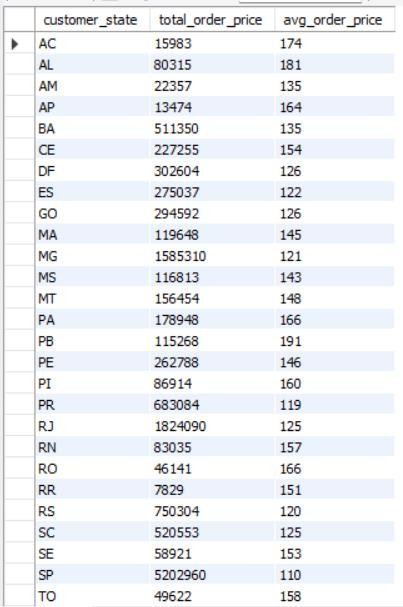 customer_state total_order_price avg_order_price
AC 15983 174
AL 80315 181
AM 22357 135
AP 13474 164
BA 511350 135
CE 227255 154
DF 302604 126
ES 275037 122
GO 294592 126
MA 119648 145
MG 1585310 121
MS 116813 143
MT 156454 148
PA 178948 166
PB 115268 191
PE 262788 146
PI 86914 160
PR 683084 119
RJ 1824090 125
RN 83035 157
RO 46141 166
RR 7829 151
RS 750304 120
SC 520553 125
SE 58921 153
SP 5202960 110
TO 49622 158